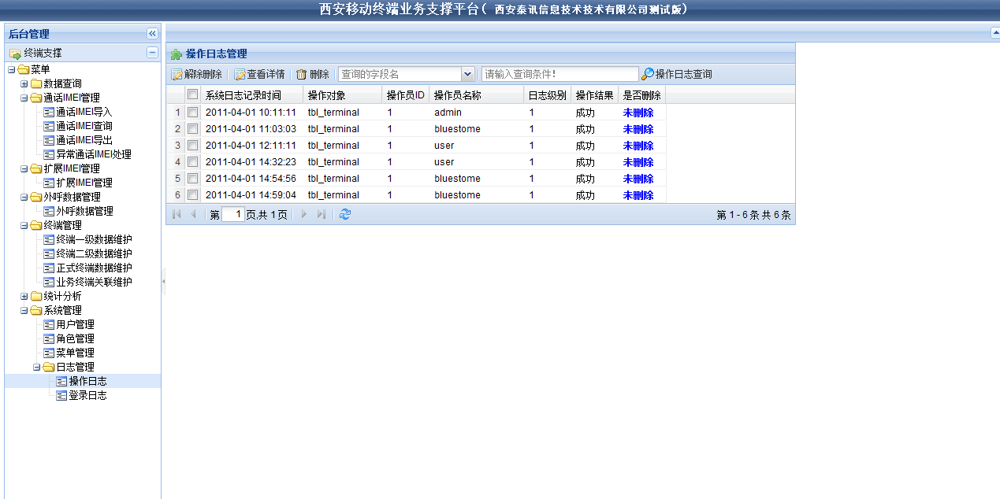 西安移动终端业务支撑平台( 西安泰讯信息技术技术有限公司测试版)
后台管理
终端支撑
菜单
数据查询
通话IMEI管理
通话IMEI导入
通话IMEI查询
通话IMEI导出
异常通话IMEI处理
扩展IMEI管理
扩展IMEI管理
外呼数据管理
外呼数据管理
终端管理
终端一级数据维护
终端二级数据维护
正式终端数据维护
业务终端关联维护
统计分析
系统管理
用户管理
角色管理
菜单管理
日志管理
操作日志
登录日志
操作日志管理
解除删除 查看详情 删除 查询的字段名 请输入查询条件! 操作日志查询
系统日志记录时间 操作对象 操作员ID 操作员名称 日志级别 操作结果 是否删除
1 2011-04-01 10:11:11 tbl_terminal 1 admin 1 成功 未删除
2 2011-04-01 11:03:03 tbl_terminal 1 bluestome 1 成功 未删除
3 2011-04-01 12:11:11 tbl_terminal 1 user 1 成功 未删除
4 2011-04-01 14:32:23 tbl_terminal 1 user 1 成功 未删除
5 2011-04-01 14:54:56 tbl_terminal 1 bluestome 1 成功 未删除
6 2011-04-01 14:59:04 tbl_terminal 1 bluestome 1 成功 未删除
第 1 页,共 1 页 第 1 - 6 条 共 6 条